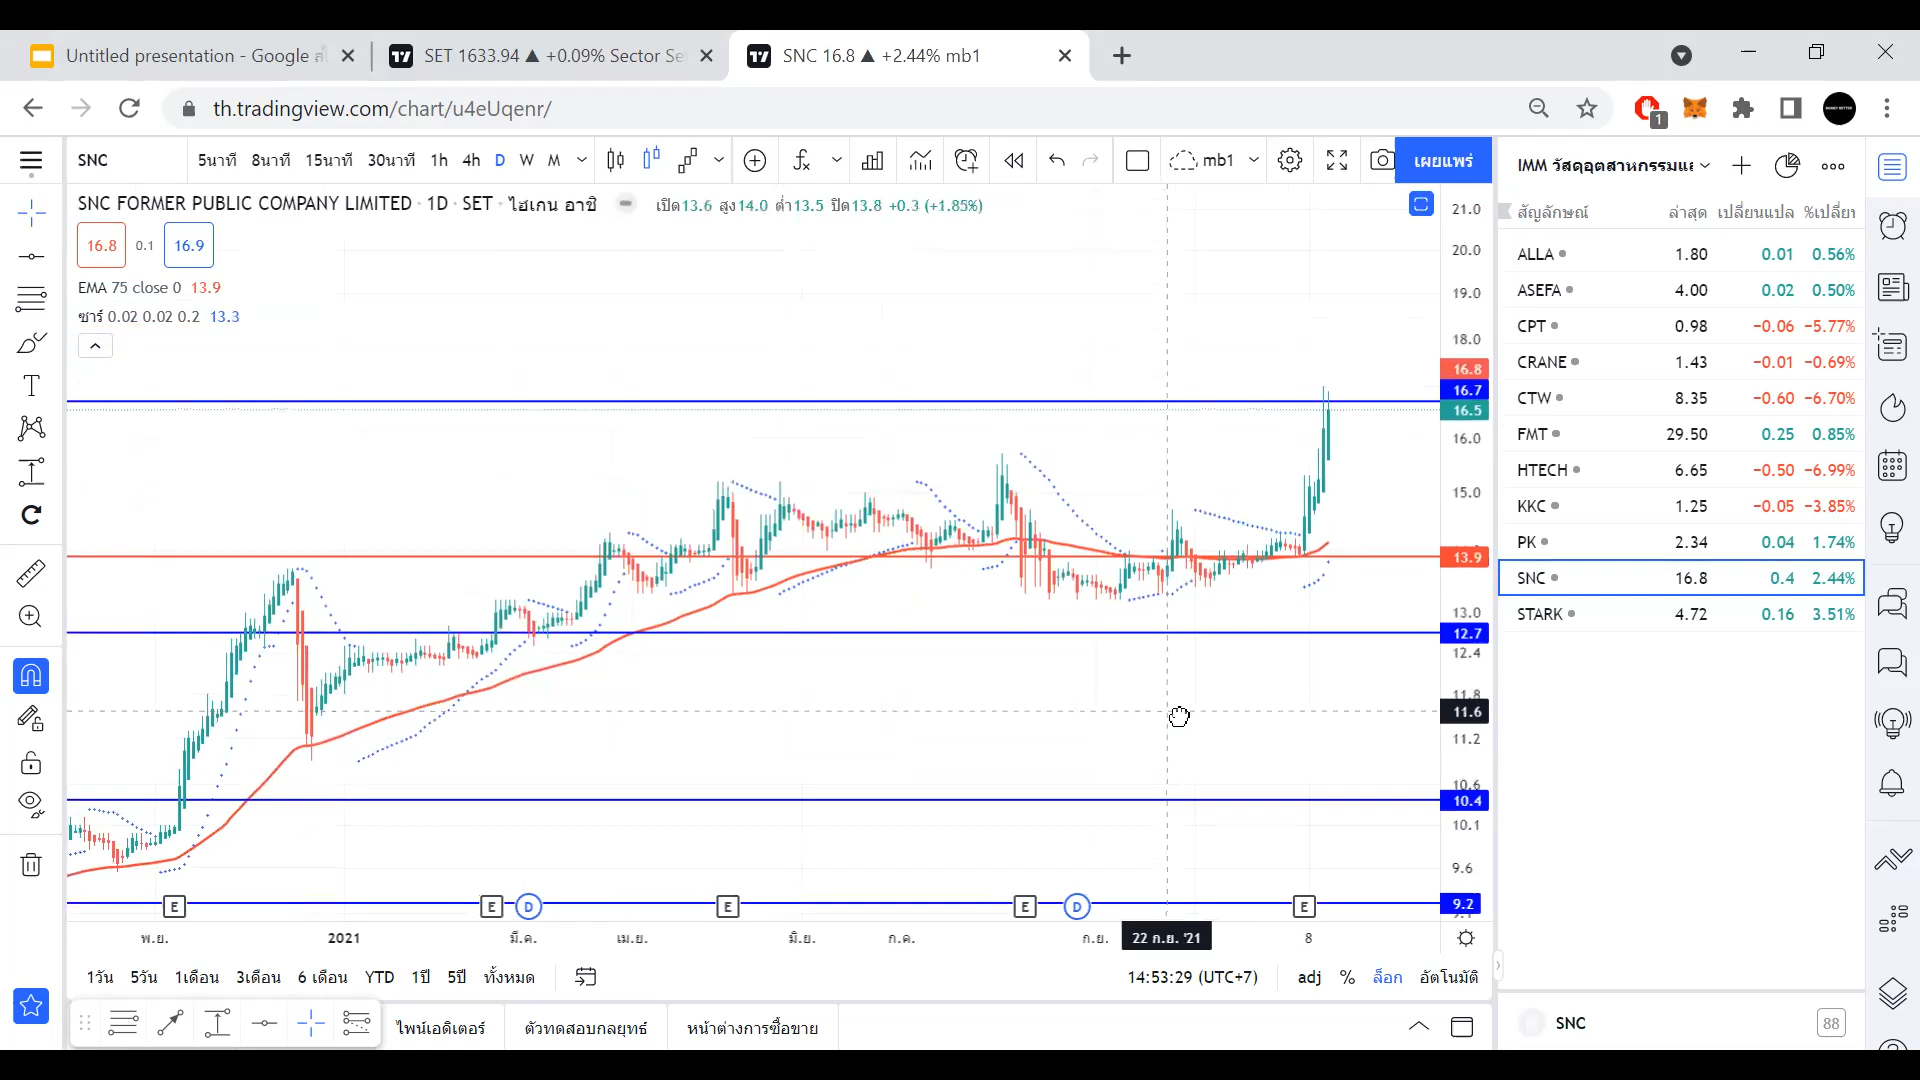 Untitled presentation - Google ส
SET 1633.94 ▲ +0.09% Sector Se
SNC 16.8 ▲ +2.44% mb1
th.tradingview.com/chart/u4eUqenr/
1
SNC
5นาที 8นาที 15นาที 30นาที 1h 4h D W M
mb1
เผยแพร่
SNC FORMER PUBLIC COMPANY LIMITED · 1D · SET · ไฮเกน อาชิ
เปิด13.6 สูง14.0 ต่ำ13.5 ปิด13.8 +0.3 (+1.85%)
16.8 0.1 16.9
EMA 75 close 0 13.9
ซาร์ 0.02 0.02 0.2 13.3
21.0
20.0
19.0
18.0
16.8
16.7
16.5
16.0
15.0
13.9
13.0
12.7
12.4
11.8
11.6
11.2
10.6
10.4
10.1
9.6
9.2
E E D E E D E
พ.ย. 2021 มี.ค. เม.ย. มิ.ย. ก.ค. ก.ย. 22 ก.ย. '21 8
1วัน 5วัน 1เดือน 3เดือน 6 เดือน YTD 1ปี 5ปี ทั้งหมด
14:53:29 (UTC+7) adj % ล็อก อัตโนมัติ
ไพน์เอดิเตอร์ ตัวทดสอบกลยุทธ์ หน้าต่างการซื้อขาย
IMM วัสดุอุตสาหกรรมแล
สัญลักษณ์ ล่าสุด เปลี่ยนแปล %เปลี่ย
ALLA 1.80 0.01 0.56%
ASEFA 4.00 0.02 0.50%
CPT 0.98 −0.06 −5.77%
CRANE 1.43 −0.01 −0.69%
CTW 8.35 −0.60 −6.70%
FMT 29.50 0.25 0.85%
HTECH 6.65 −0.50 −6.99%
KKC 1.25 −0.05 −3.85%
PK 2.34 0.04 1.74%
SNC 16.8 0.4 2.44%
STARK 4.72 0.16 3.51%
SNC 88